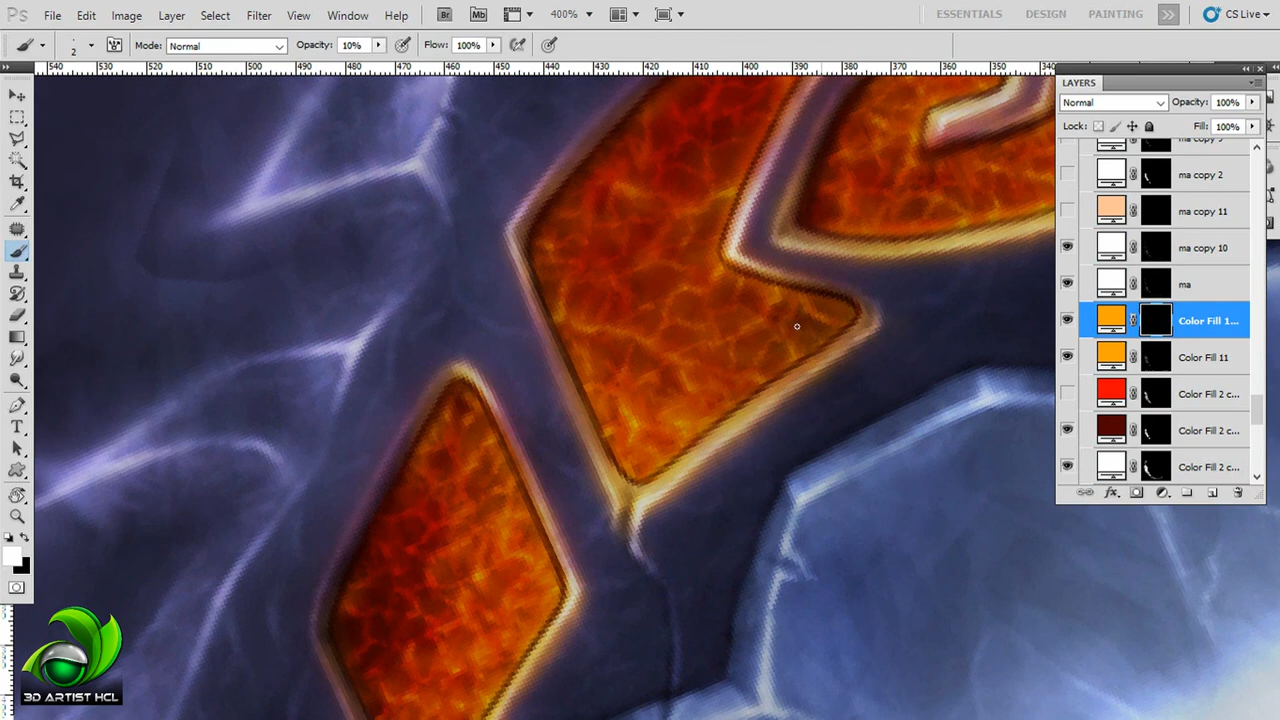 Ps File Edit Image Layer Select Filter View Window Help Br Mb 400% ESSENTIALS DESIGN PAINTING CS Live
2 Mode: Normal Opacity: 10% Flow: 100%
540 530 520 510 500 490 480 470 460 450 440 430 420 410 400 390 380 370 360 350 340
LAYERS
Normal Opacity: 100%
Lock: Fill: 100%
ma copy 2
ma copy 11
ma copy 10
ma
Color Fill 1...
Color Fill 11
Color Fill 2 c...
Color Fill 2 c...
Color Fill 2 c...
fx
3D ARTIST HCL